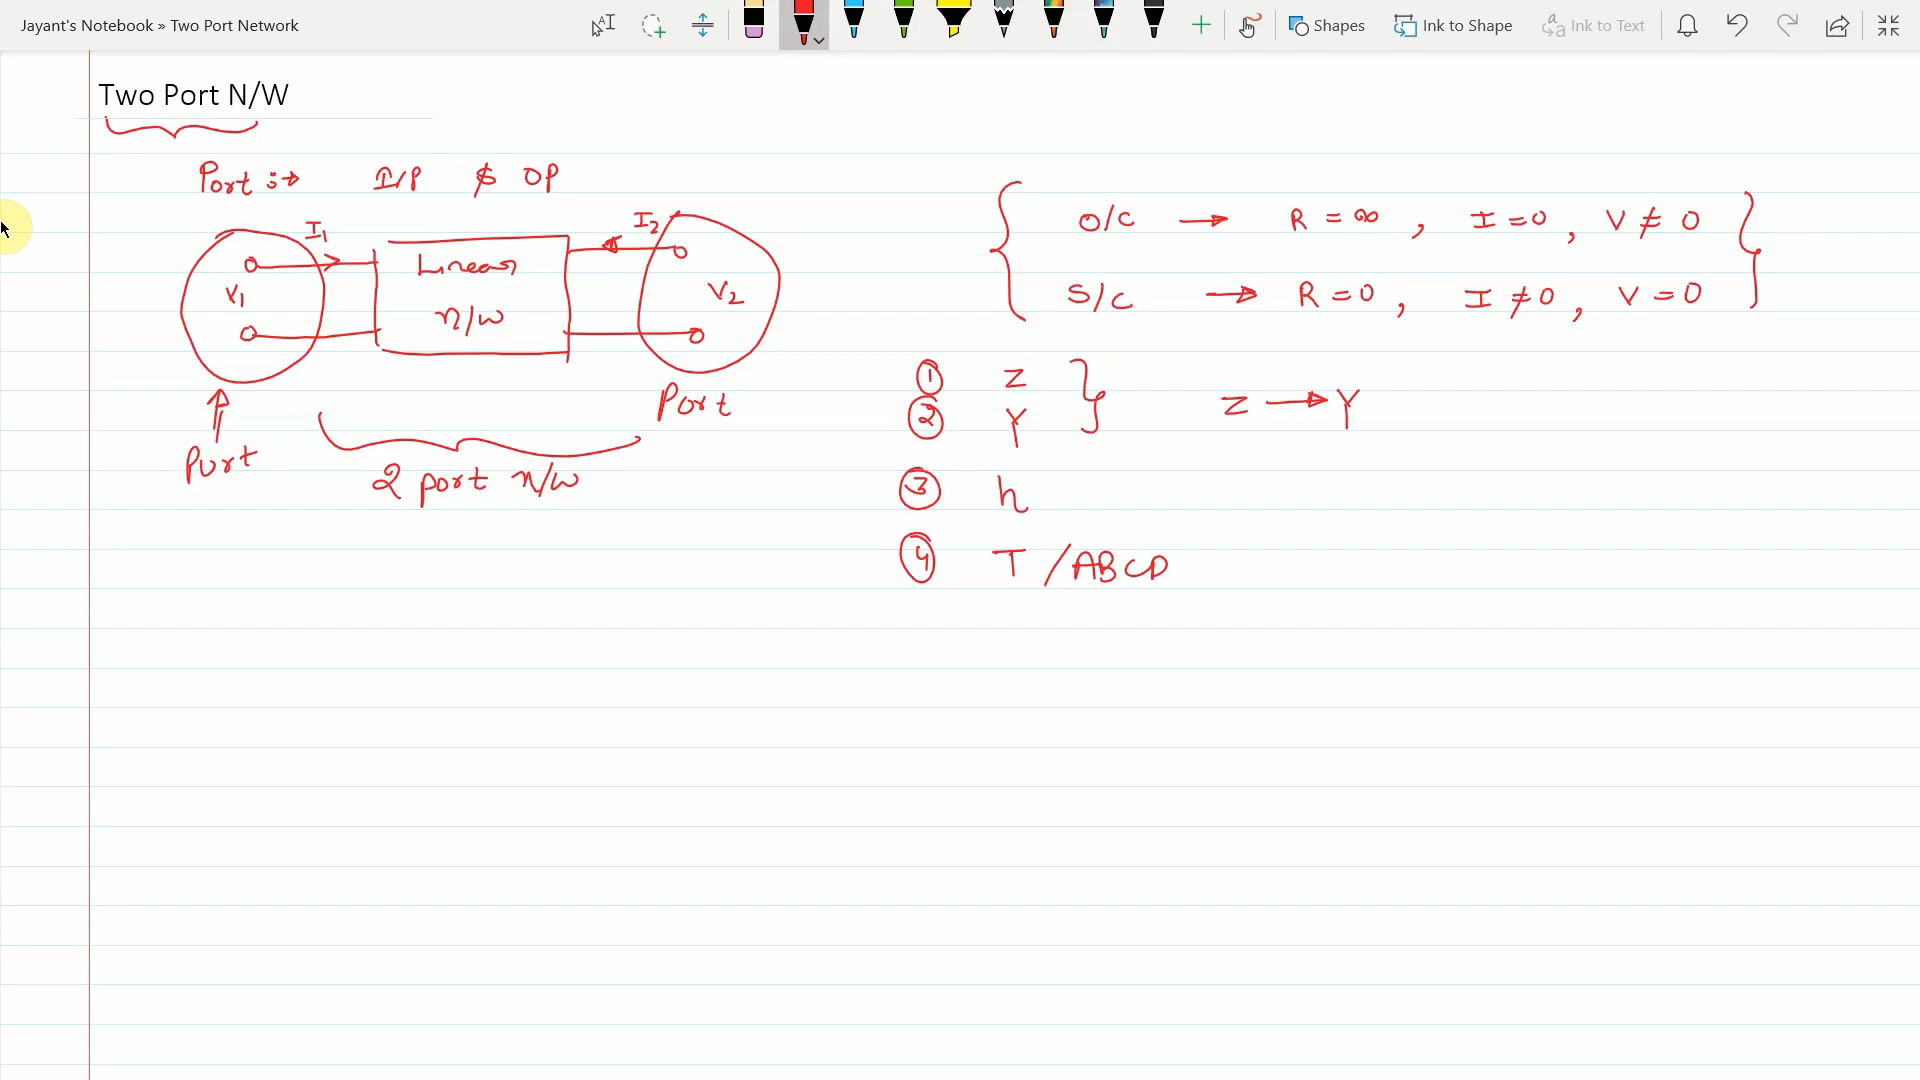 Jayant's Notebook » Two Port Network
Shapes
Ink to Shape
Ink to Text
Two Port N/W
Port :→ I/P $ OP
I1
I2
V1
Linear
n/w
V2
Port
Port
2 port n/w
O/C → R = ∞ , I = 0 , V ≠ 0
S/C → R = 0 , I ≠ 0 , V = 0
① Z
② Y
Z → Y
③ h
④ T / ABCD